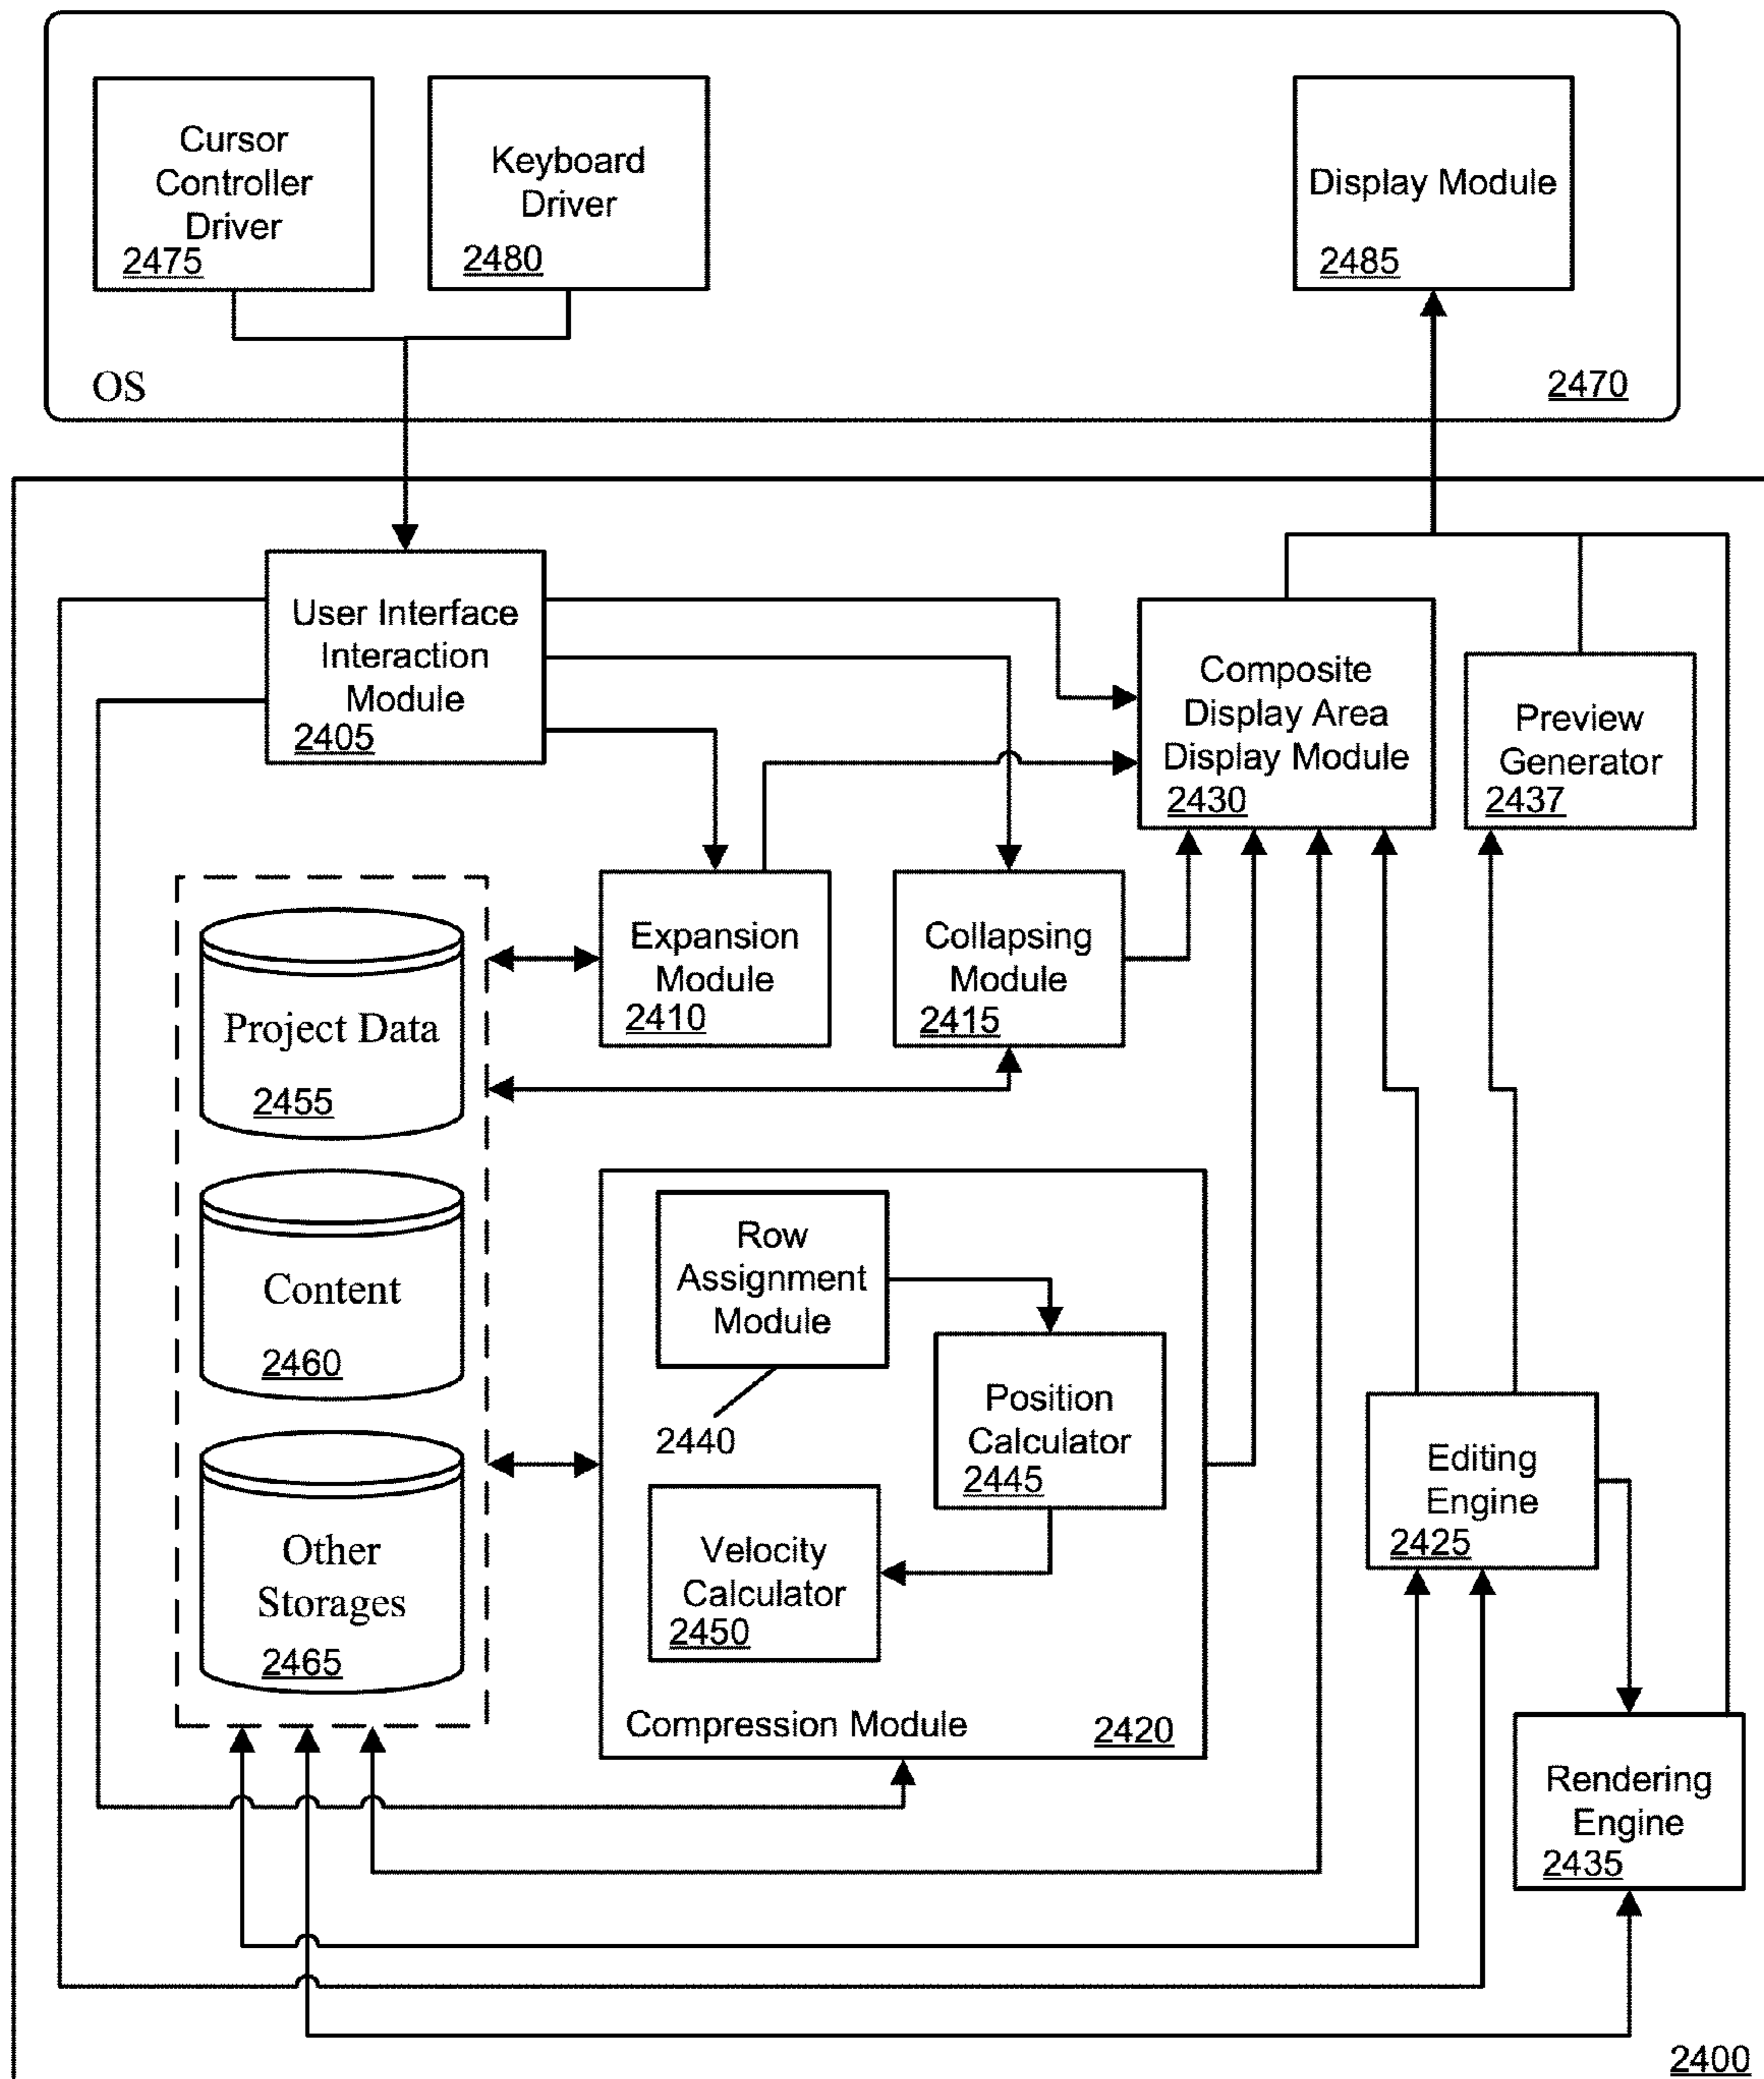 Cursor
Controller
Driver
2475
Keyboard
Driver
2480
Display Module
2485
OS
2470
User Interface
Interaction
Module
2405
Composite
Display Area
Display Module
2430
Preview
Generator
2437
Expansion
Module
2410
Collapsing
Module
2415
Project Data
2455
Content
2460
Other
Storages
2465
Row
Assignment
Module
2440
Position
Calculator
2445
Velocity
Calculator
2450
Compression Module
2420
Editing
Engine
2425
Rendering
Engine
2435
2400